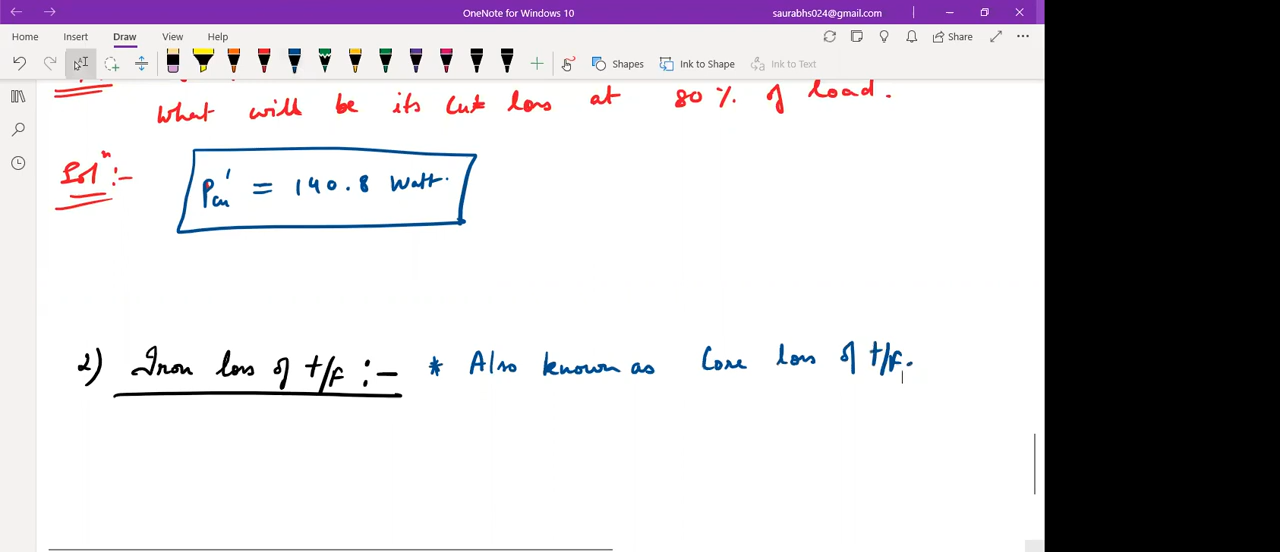 OneNote for Windows 10
saurabhs024@gmail.com
Home Insert Draw View Help
Share
Shapes Ink to Shape Ink to Text
What will be its cu loss at 80 % of load.
Solⁿ :-
Pcu' = 140.8 Watt.
2) Iron loss of t/f :- * Also known as Core loss of t/f.